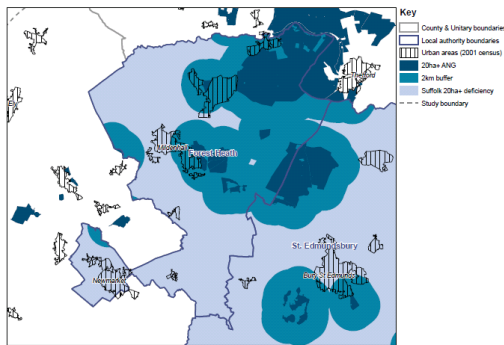 Key
County & Unitary boundaries
Local authority boundaries
Urban areas (2001 census)
20ha+ ANG
2km buffer
Suffolk 20ha+ deficiency
Study boundary
Thetford
Mildenhall
Forest Heath
St. Edmundsbury
Bury St. Edmunds
Newmarket